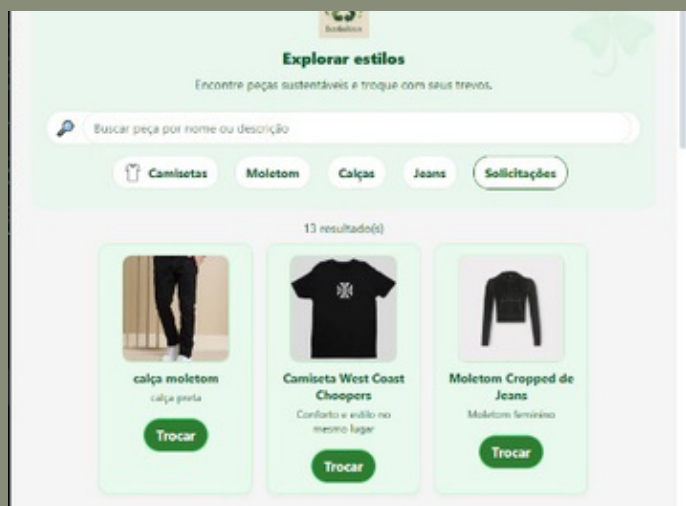 Explorar estilos
Encontre peças sustentáveis e troque com seus trevos.
Buscar peça por nome ou descrição
Camisetas
Moletom
Calças
Jeans
Solicitações
13 resultado(s)
calça moletom
calça preta
Trocar
Camiseta West Coast
Choopers
Conforto e estilo no
mesmo lugar
Trocar
Moletom Cropped de
Jeans
Moletom feminino
Trocar